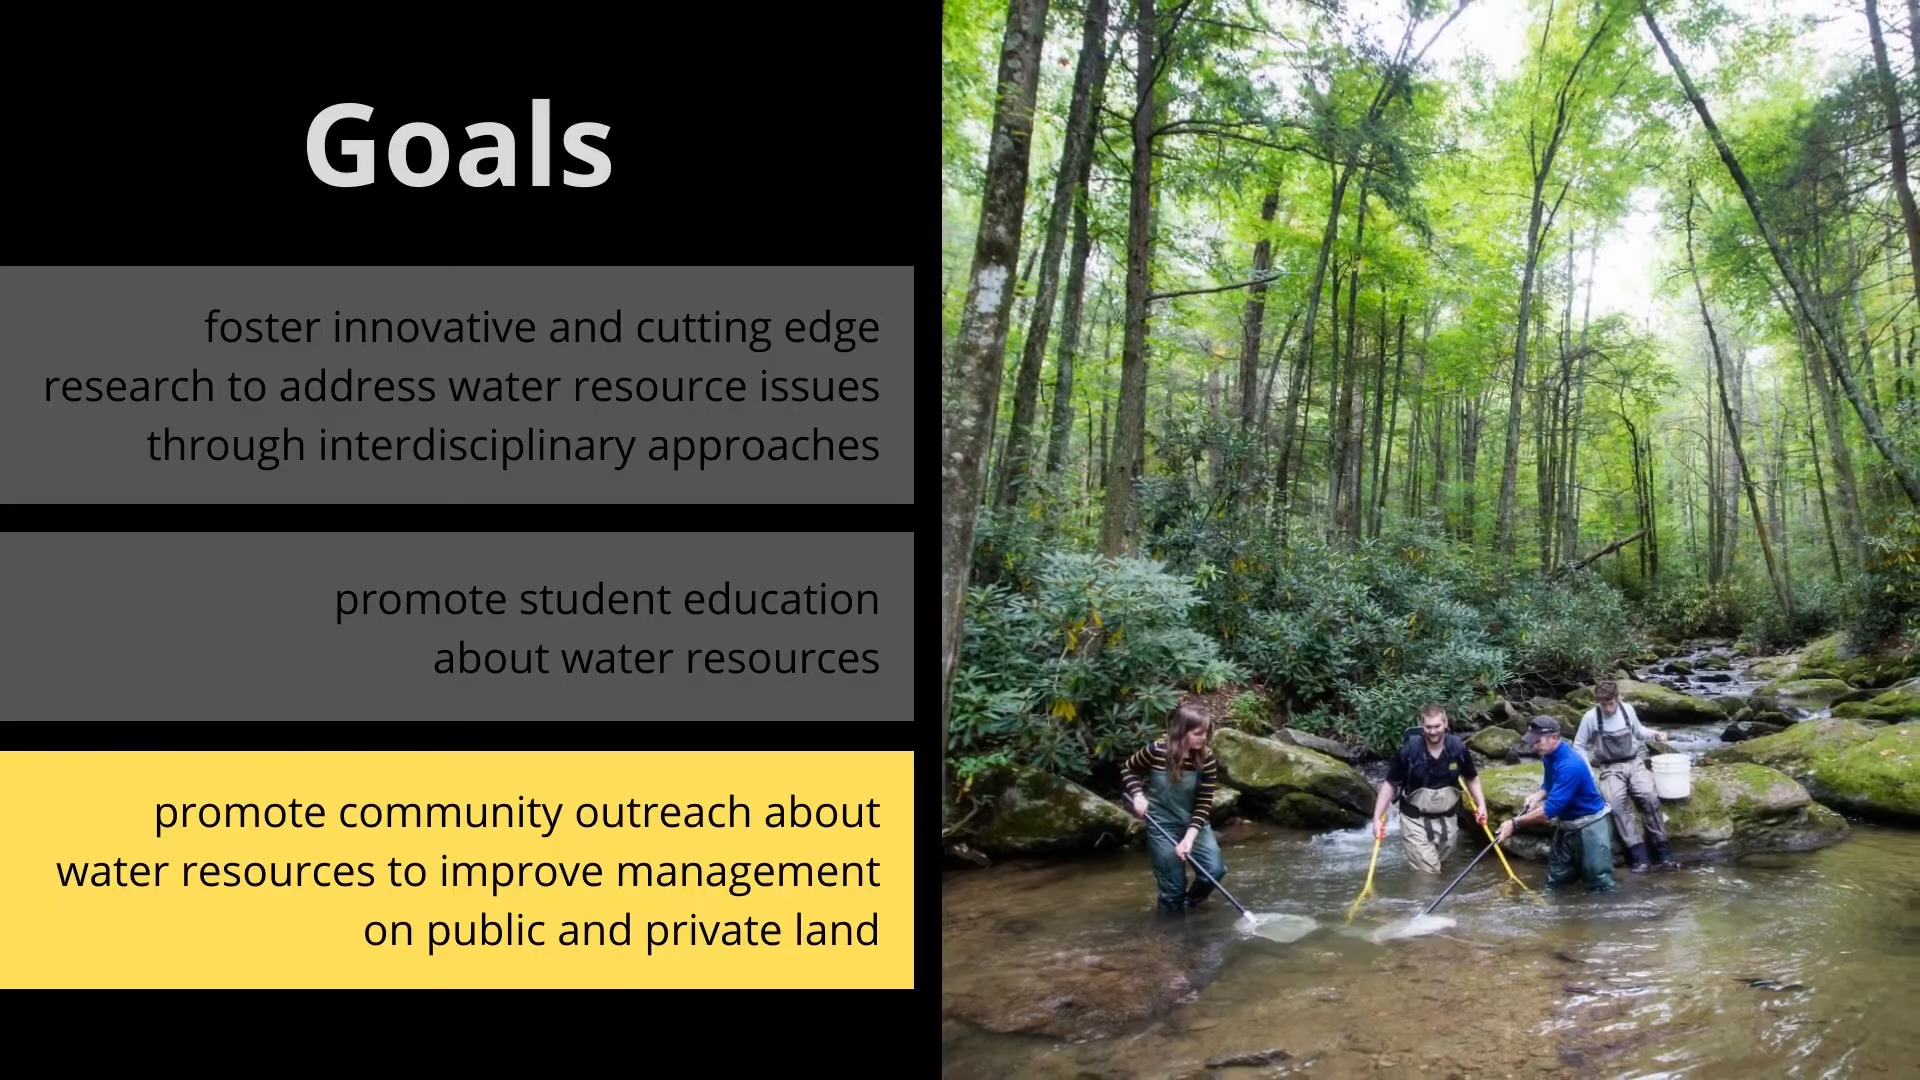 Goals
foster innovative and cutting edge
research to address water resource issues
through interdisciplinary approaches
promote student education
about water resources
promote community outreach about
water resources to improve management
on public and private land